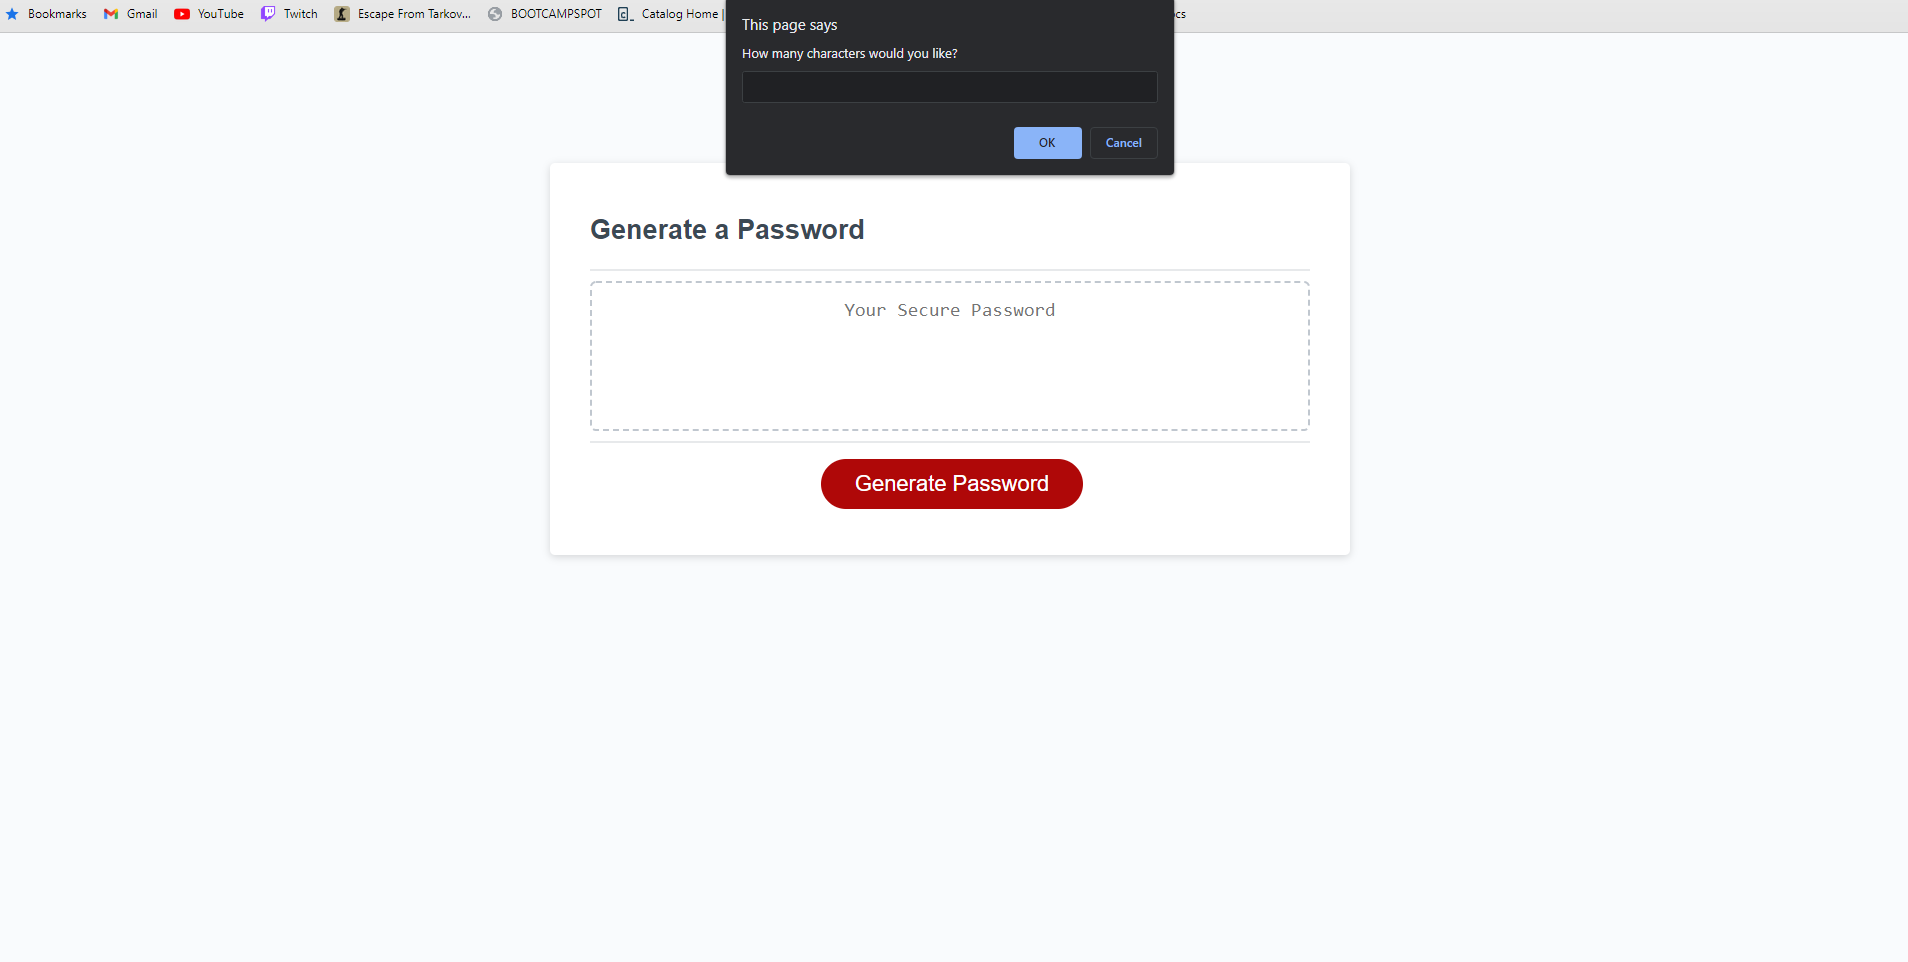 Bookmarks Gmail YouTube Twitch Escape From Tarkov... BOOTCAMPSPOT Catalog Home |
This page says
How many characters would you like?
OK Cancel
Generate a Password
Your Secure Password
Generate Password